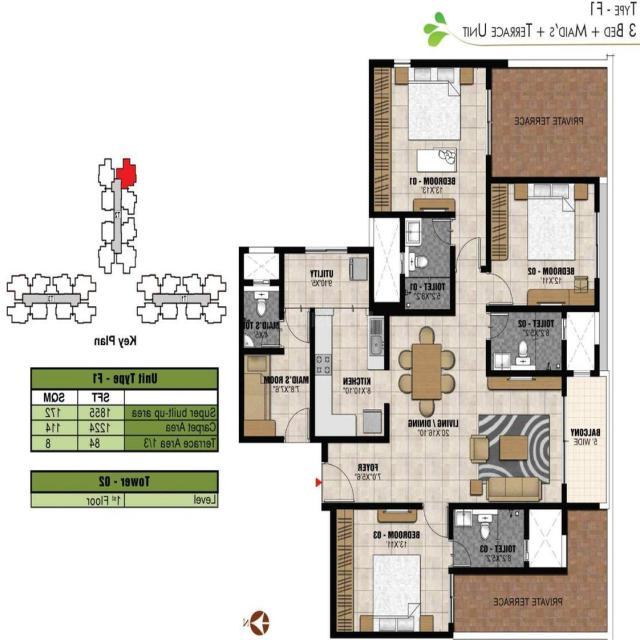 TYPE - F1
3 BED + MAID'S + TERRACE UNIT
PRIVATE TERRACE
BEDROOM - 01
13'X13'
BEDROOM - 02
12'X11'
TOILET - 01
5'2"X8'2"
UTILITY
9'10"X5'
TOILET - 02
8'2"X5'2"
MAID'S TOI
4'X5'
MAID'S ROOM
7'8"X7'6"
KITCHEN
8'X10'10"
LIVING / DINING
20'X16'10"
BALCONY
5' WIDE
FOYER
7'0"X5'6"
BEDROOM - 03
13'X11'
TOILET - 03
8'2"X5'2"
PRIVATE TERRACE
Key Plan
Unit Type - F1
SFT SQM
Super built-up area 1855 172
Carpet Area 1224 114
Terrace Area 1/3 84 8
Tower - 02
Level 1st Floor
N